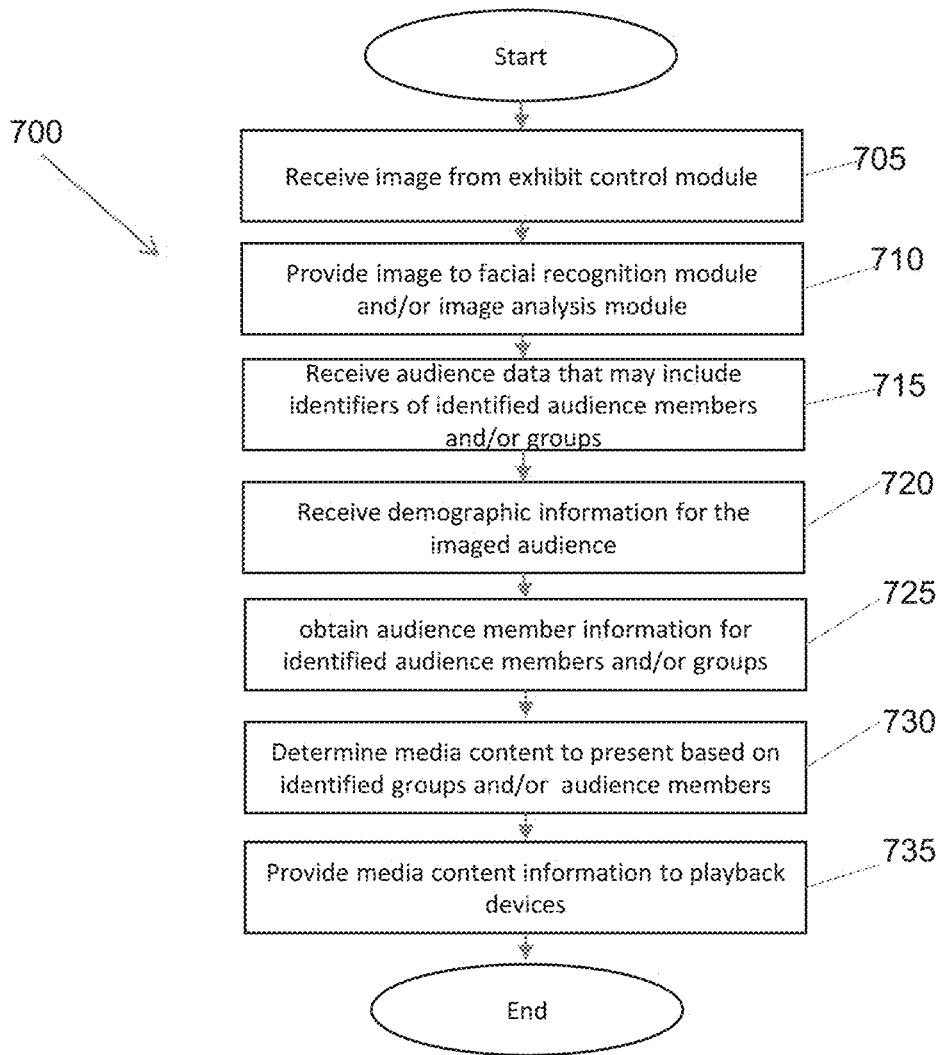 Start
700
Receive image from exhibit control module
705
Provide image to facial recognition module
and/or image analysis module
710
Receive audience data that may include
identifiers of identified audience members
and/or groups
715
Receive demographic information for the
imaged audience
720
obtain audience member information for
identified audience members and/or groups
725
Determine media content to present based on
identified groups and/or audience members
730
Provide media content information to playback
devices
735
End